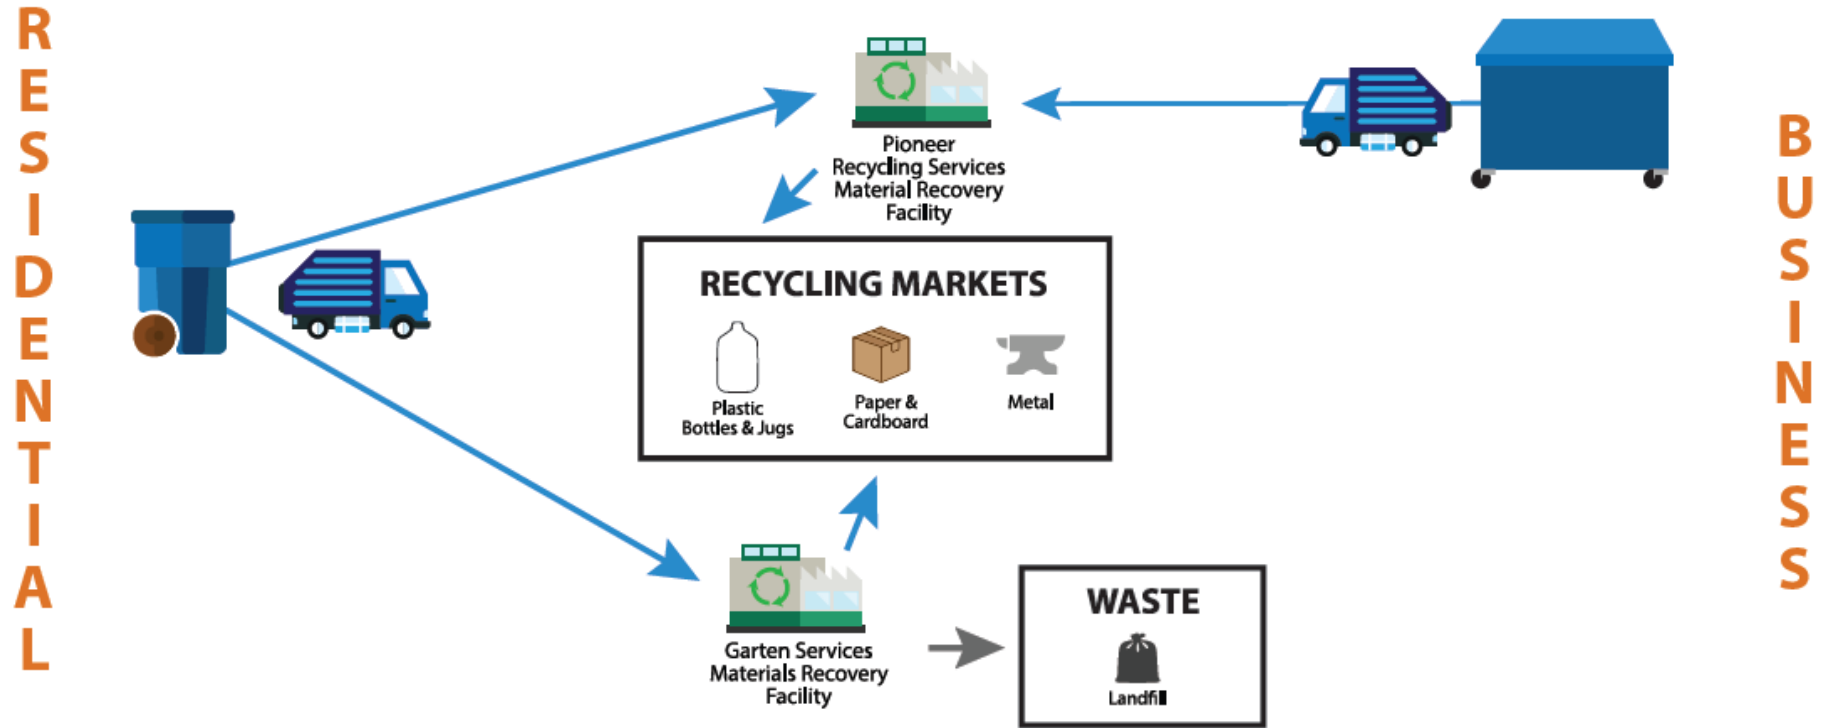 RESIDENTIAL
Pioneer
Recycling Services
Material Recovery
Facility
RECYCLING MARKETS
Plastic
Bottles & Jugs
Paper &
Cardboard
Metal
Garten Services
Materials Recovery
Facility
WASTE
Landfill
BUSINESS